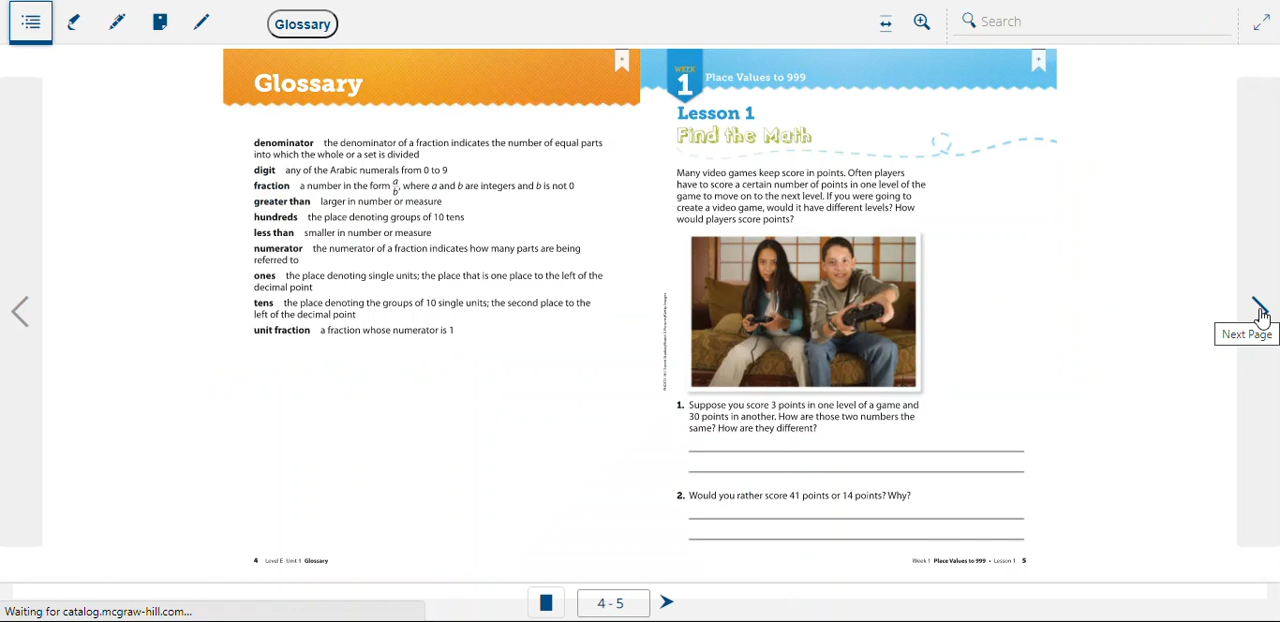 Glossary
Search
Glossary
denominator the denominator of a fraction indicates the number of equal parts
into which the whole or a set is divided
digit any of the Arabic numerals from 0 to 9
fraction a number in the form a/b, where a and b are integers and b is not 0
greater than larger in number or measure
hundreds the place denoting groups of 10 tens
less than smaller in number or measure
numerator the numerator of a fraction indicates how many parts are being
referred to
ones the place denoting single units; the place that is one place to the left of the
decimal point
tens the place denoting the groups of 10 single units; the second place to the
left of the decimal point
unit fraction a fraction whose numerator is 1
4 Level E Unit 1 Glossary
WEEK
1 Place Values to 999
Lesson 1
Find the Math
Many video games keep score in points. Often players
have to score a certain number of points in one level of the
game to move on to the next level. If you were going to
create a video game, would it have different levels? How
would players score points?
1. Suppose you score 3 points in one level of a game and
30 points in another. How are those two numbers the
same? How are they different?
2. Would you rather score 41 points or 14 points? Why?
Week 1 Place Values to 999 • Lesson 1 5
Next Page
Waiting for catalog.mcgraw-hill.com...
4 - 5